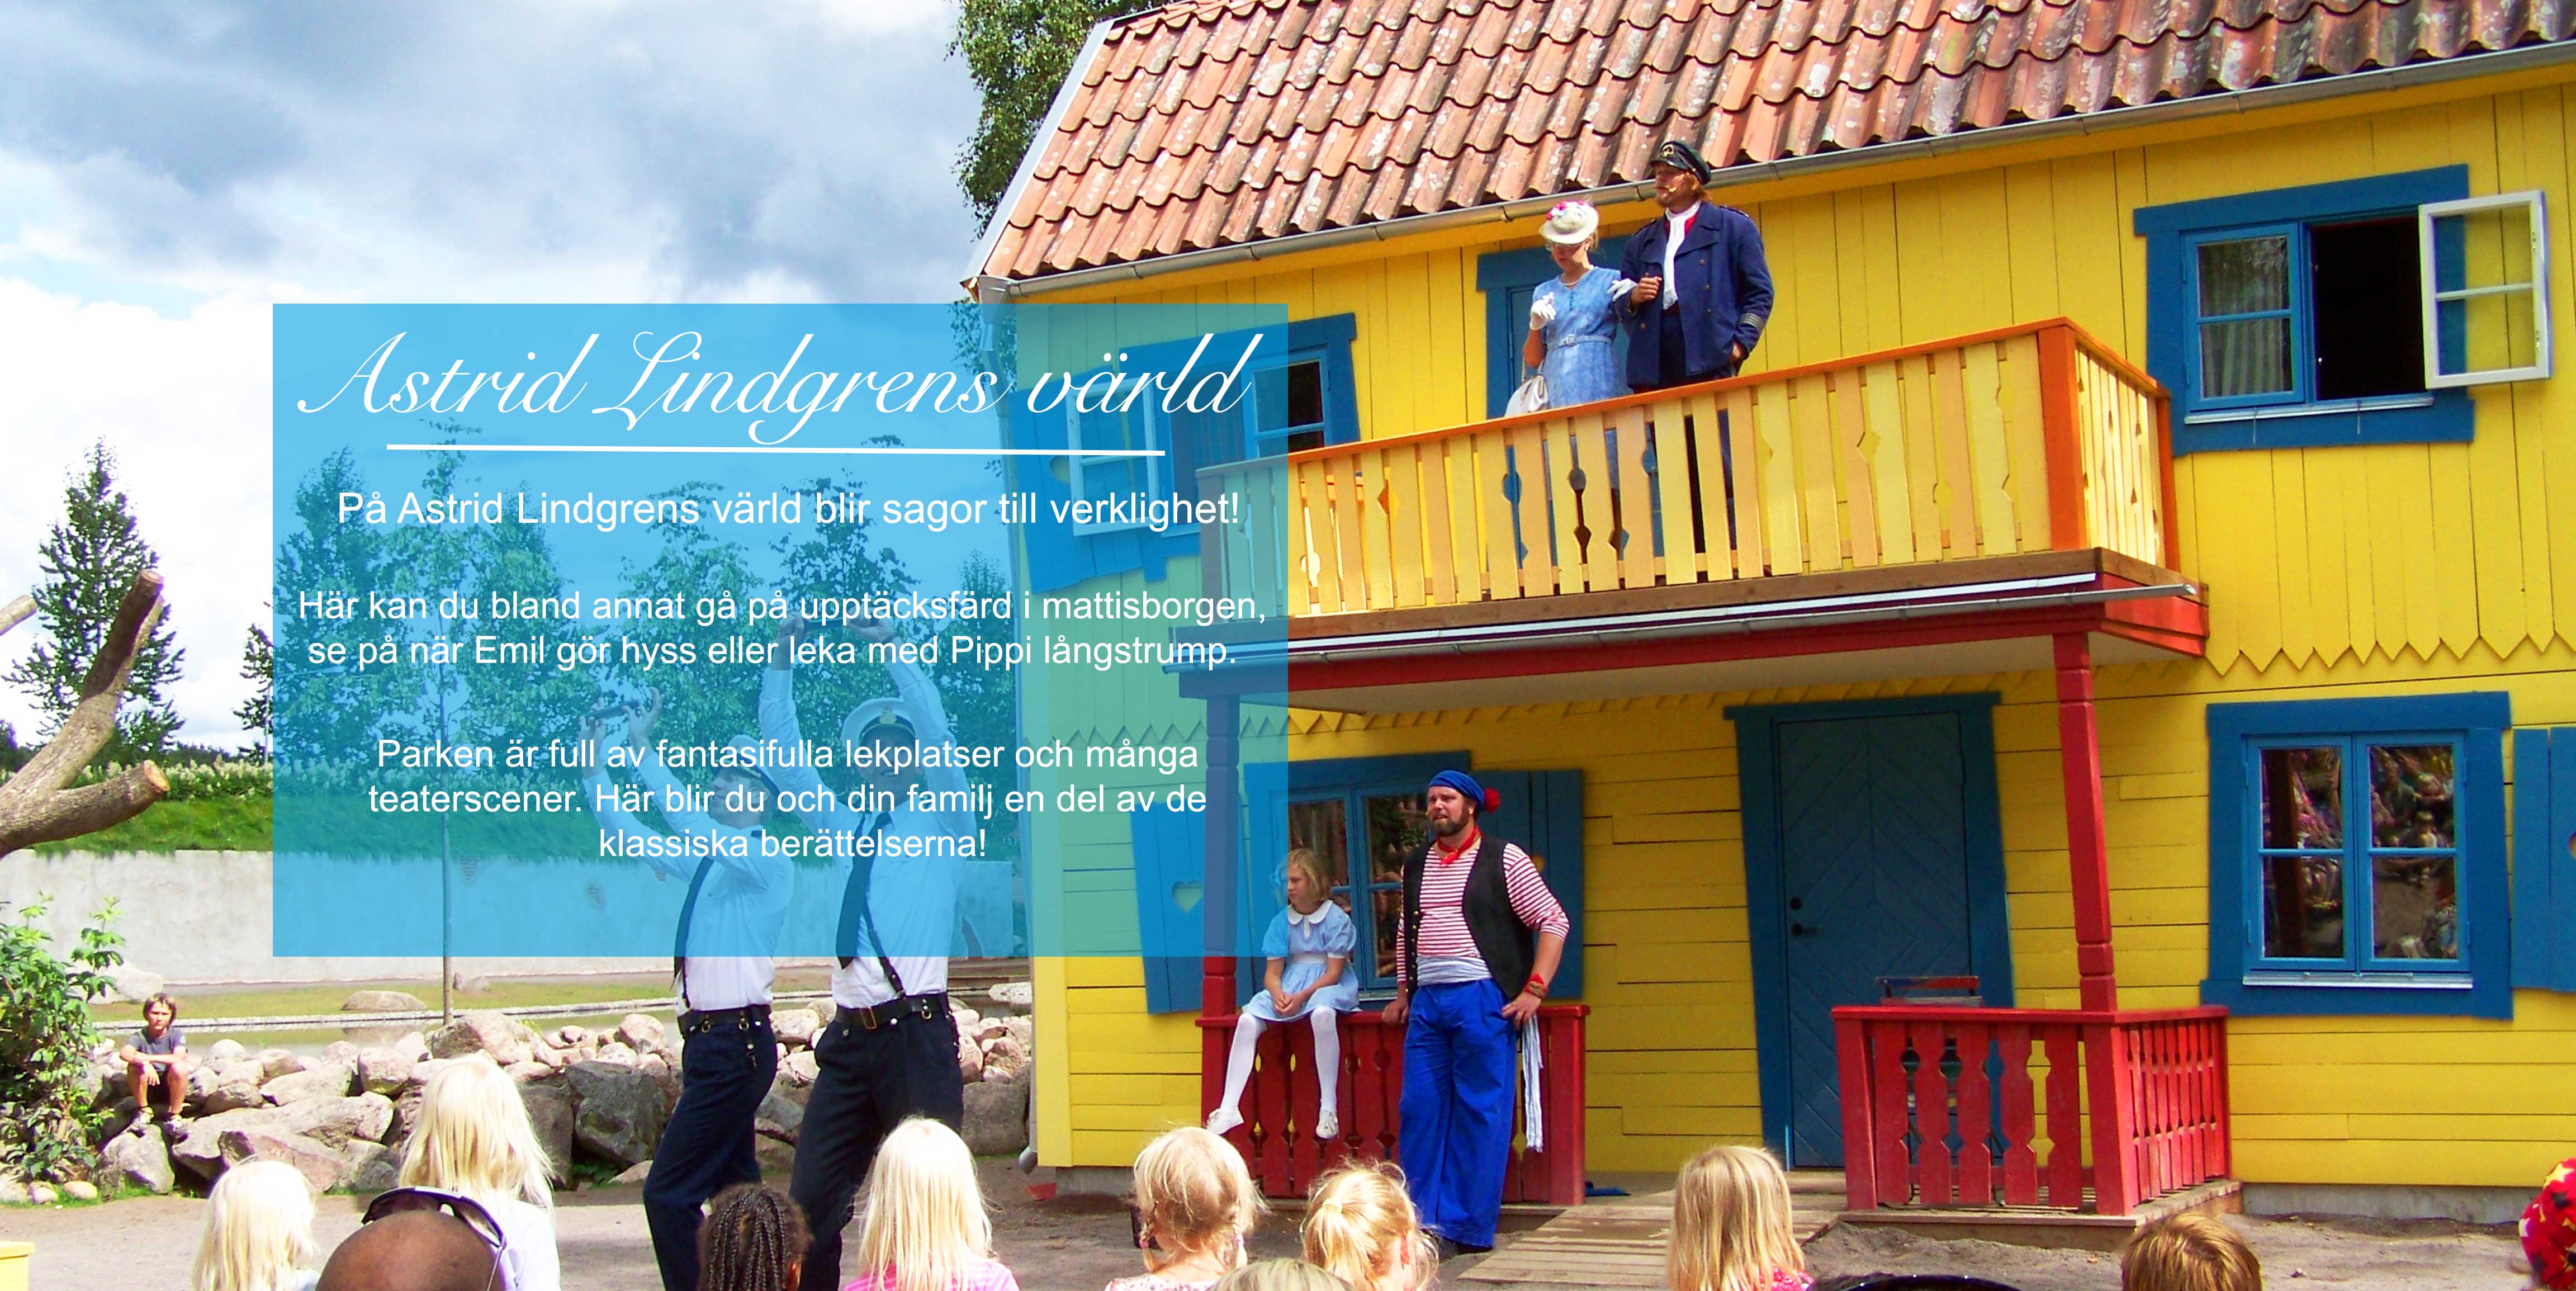 Astrid Lindgrens värld
På Astrid Lindgrens värld blir sagor till verklighet!
Här kan du bland annat gå på upptäcksfärd i mattisborgen,
se på när Emil gör hyss eller leka med Pippi långstrump.
Parken är full av fantasifulla lekplatser och många
teaterscener. Här blir du och din familj en del av de
klassiska berättelserna!